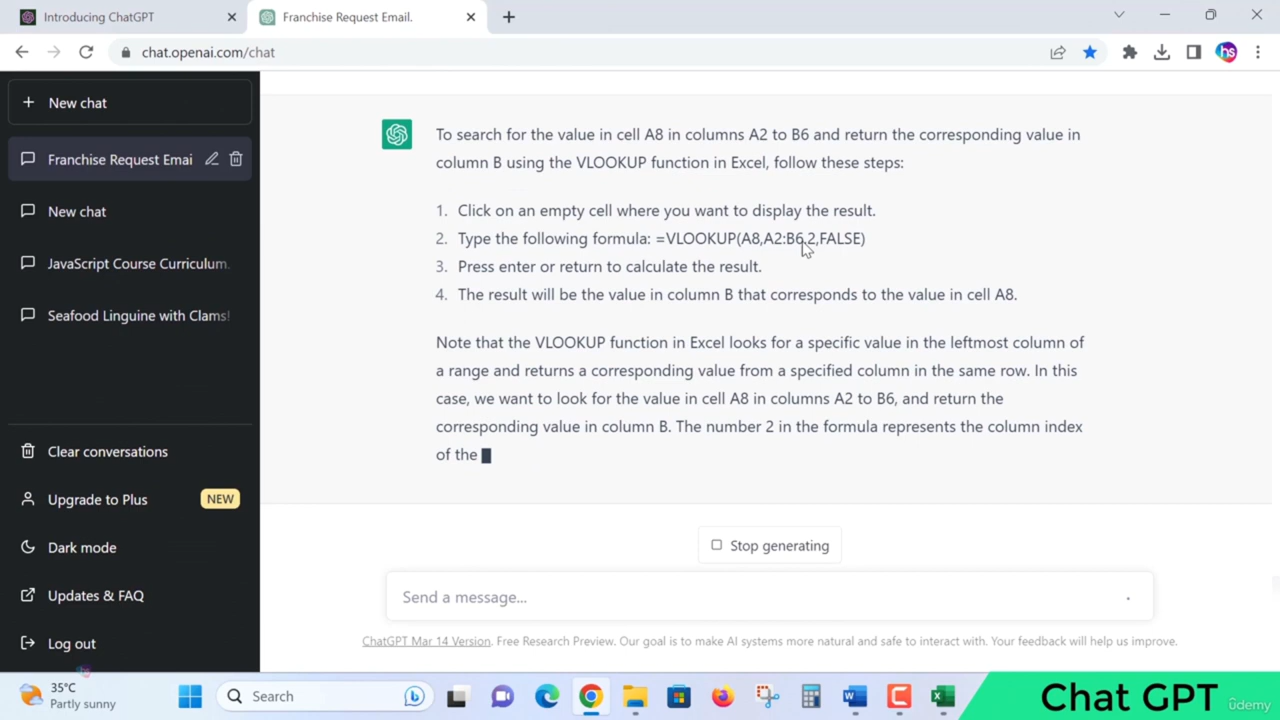 Introducing ChatGPT
Franchise Request Email.
chat.openai.com/chat
hs
New chat
Franchise Request Emai
New chat
JavaScript Course Curriculum.
Seafood Linguine with Clams!
Clear conversations
Upgrade to Plus
NEW
Dark mode
Updates & FAQ
Log out
To search for the value in cell A8 in columns A2 to B6 and return the corresponding value in
column B using the VLOOKUP function in Excel, follow these steps:
1. Click on an empty cell where you want to display the result.
2. Type the following formula: =VLOOKUP(A8,A2:B6,2,FALSE)
3. Press enter or return to calculate the result.
4. The result will be the value in column B that corresponds to the value in cell A8.
Note that the VLOOKUP function in Excel looks for a specific value in the leftmost column of
a range and returns a corresponding value from a specified column in the same row. In this
case, we want to look for the value in cell A8 in columns A2 to B6, and return the
corresponding value in column B. The number 2 in the formula represents the column index
of the
Stop generating
Send a message...
ChatGPT Mar 14 Version. Free Research Preview. Our goal is to make AI systems more natural and safe to interact with. Your feedback will help us improve.
hs
35°C
Partly sunny
Search
Chat GPT
ûdemy